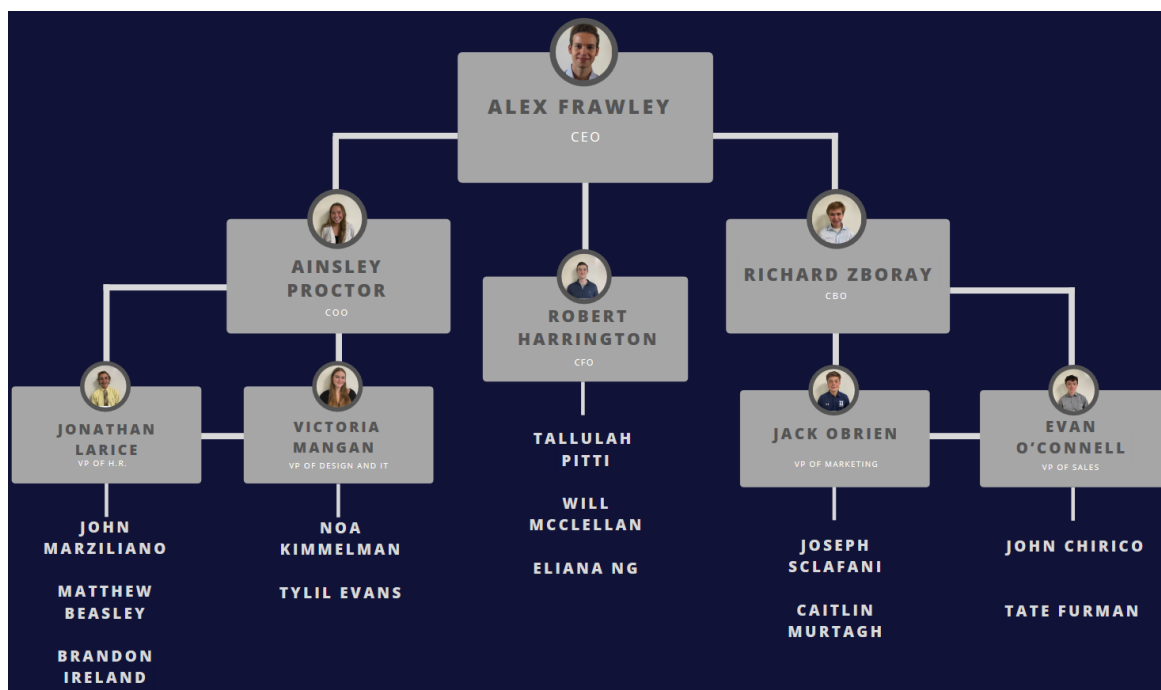 ALEX FRAWLEY
CEO
AINSLEY
PROCTOR
COO
ROBERT
HARRINGTON
CFO
RICHARD ZBORAY
CBO
JONATHAN
LARICE
VP OF H.R.
VICTORIA
MANGAN
VP OF DESIGN AND IT
JACK OBRIEN
VP OF MARKETING
EVAN
O’CONNELL
VP OF SALES
JOHN
MARZILIANO
MATTHEW
BEASLEY
BRANDON
IRELAND
NOA
KIMMELMAN
TYLIL EVANS
TALLULAH
PITTI
WILL
MCCLELLAN
ELIANA NG
JOSEPH
SCLAFANI
CAITLIN
MURTAGH
JOHN CHIRICO
TATE FURMAN